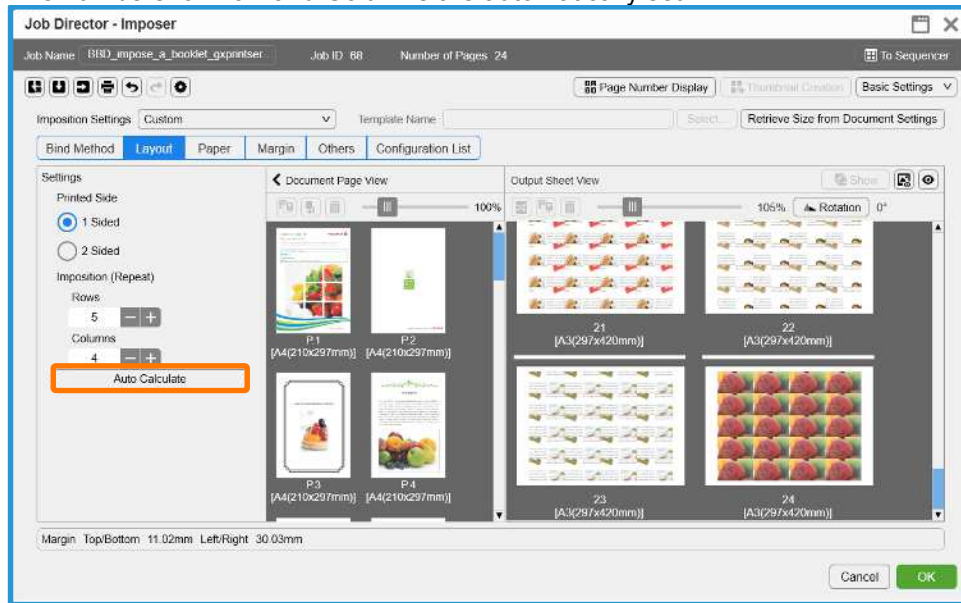 Job Director - Imposer
Job Name BBD_impose_a_booklet_gxprintser Job ID 68 Number of Pages 24 To Sequencer
Page Number Display Thumbnail Creation Basic Settings
Imposition Settings Custom Template Name Select... Retrieve Size from Document Settings
Bind Method Layout Paper Margin Others Configuration List
Settings
Printed Side
1 Sided
2 Sided
Imposition (Repeat)
Rows
5
Columns
4
Auto Calculate
Document Page View
100%
P.1 P.2
[A4(210x297mm)] [A4(210x297mm)]
P.3 P.4
[A4(210x297mm)] [A4(210x297mm)]
Output Sheet View Show
105% Rotation 0°
21 22
[A3(297x420mm)] [A3(297x420mm)]
23 24
[A3(297x420mm)] [A3(297x420mm)]
Margin Top/Bottom 11.02mm Left/Right 30.03mm
Cancel OK